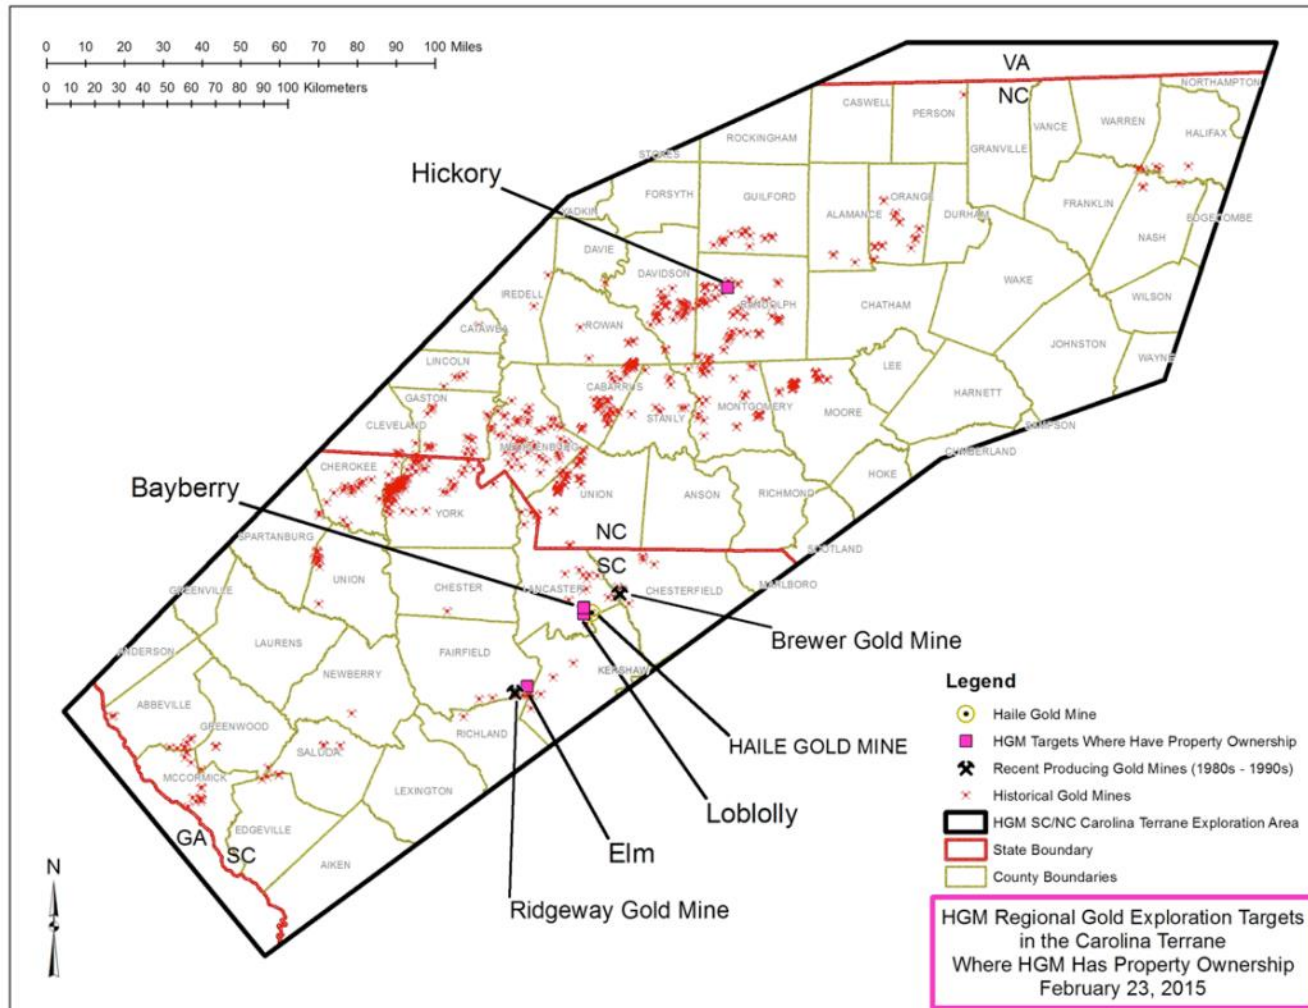 0 10 20 30 40 50 60 70 80 90 100 Miles
0 10 20 30 40 50 60 70 80 90 100 Kilometers
VA
NC
NORTHAMPTON
CASWELL
PERSON
VANCE
WARREN
HALIFAX
ROCKINGHAM
GRANVILLE
STOKES
Hickory
FORSYTH
GUILFORD
ORANGE
FRANKLIN
YADKIN
ALAMANCE
DURHAM
EDGECOMBE
DAVIE
NASH
DAVIDSON
WAKE
IREDELL
RANDOLPH
CHATHAM
WILSON
CATAWBA
ROWAN
JOHNSTON
WAYNE
LINCOLN
LEE
CABARRUS
HARNETT
GASTON
MONTGOMERY
MOORE
STANLY
CLEVELAND
SAMPSON
MECKLENBURG
CUMBERLAND
CHEROKEE
HOKE
Bayberry
UNION
ANSON
RICHMOND
YORK
NC
SPARTANBURG
SCOTLAND
SC
UNION
CHESTER
LANCASTER
CHESTERFIELD
MARLBORO
GREENVILLE
Brewer Gold Mine
LAURENS
ANDERSON
FAIRFIELD
KERSHAW
NEWBERRY
ABBEVILLE
GREENWOOD
RICHLAND
HAILE GOLD MINE
SALUDA
MCCORMICK
LEXINGTON
Loblolly
GA
SC
EDGEVILLE
AIKEN
Elm
Ridgeway Gold Mine
N
Legend
Haile Gold Mine
HGM Targets Where Have Property Ownership
Recent Producing Gold Mines (1980s - 1990s)
Historical Gold Mines
HGM SC/NC Carolina Terrane Exploration Area
State Boundary
County Boundaries
HGM Regional Gold Exploration Targets
in the Carolina Terrane
Where HGM Has Property Ownership
February 23, 2015